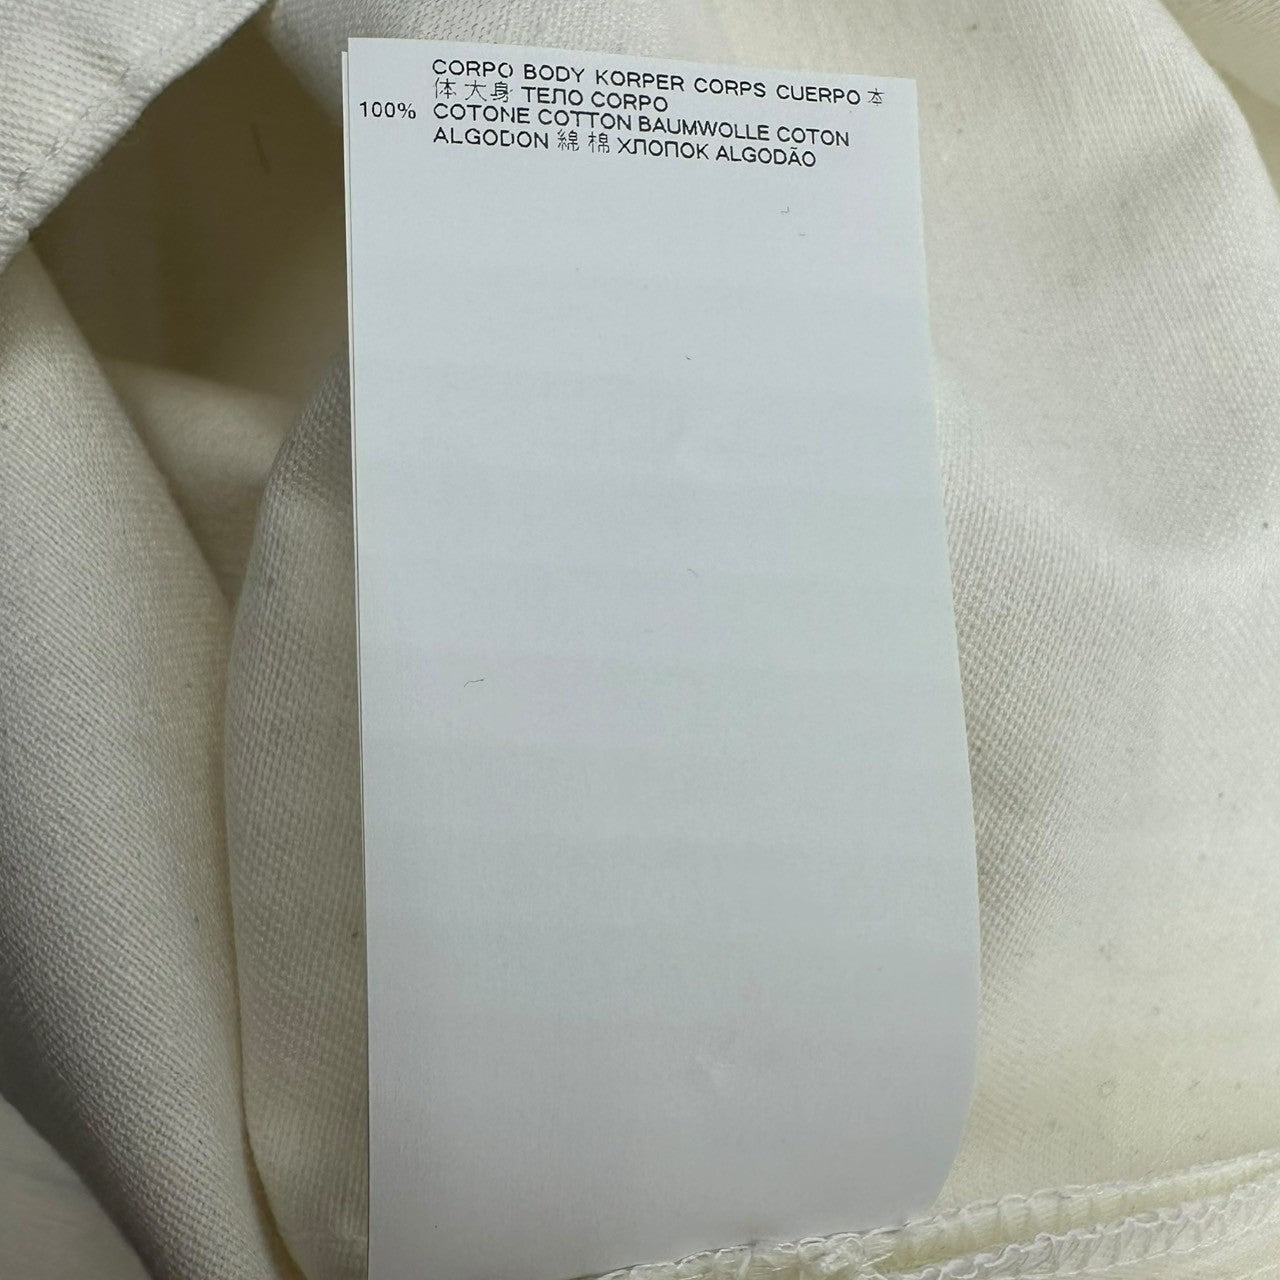 CORPO BODY KORPER CORPS CUERPO 本
体 大身 ТЕЛО CORPO
100% COTONE COTTON BAUMWOLLE COTON
ALGODON 綿 棉 ХЛОПОК ALGODÃO